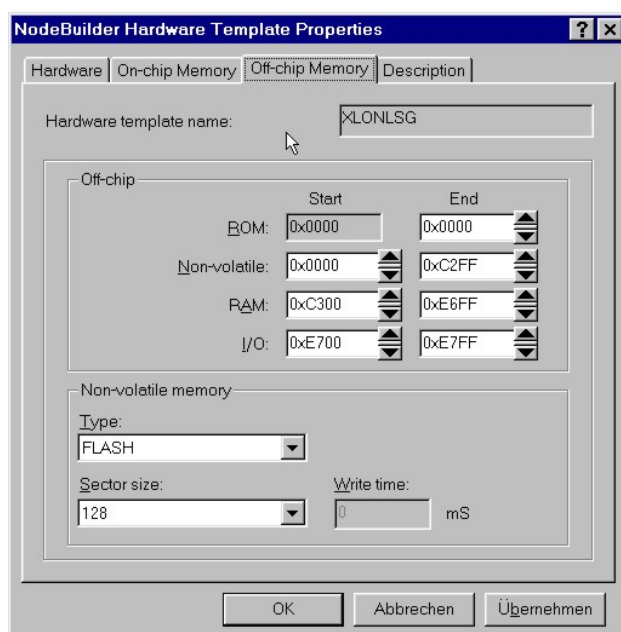 NodeBuilder Hardware Template Properties
Hardware On-chip Memory Off-chip Memory Description
Hardware template name: XLONLSG
Off-chip
Start End
ROM: 0x0000 0x0000
Non-volatile: 0x0000 0xC2FF
RAM: 0xC300 0xE6FF
I/O: 0xE700 0xE7FF
Non-volatile memory
Type:
FLASH
Sector size: Write time:
128 0 mS
OK Abbrechen Übernehmen